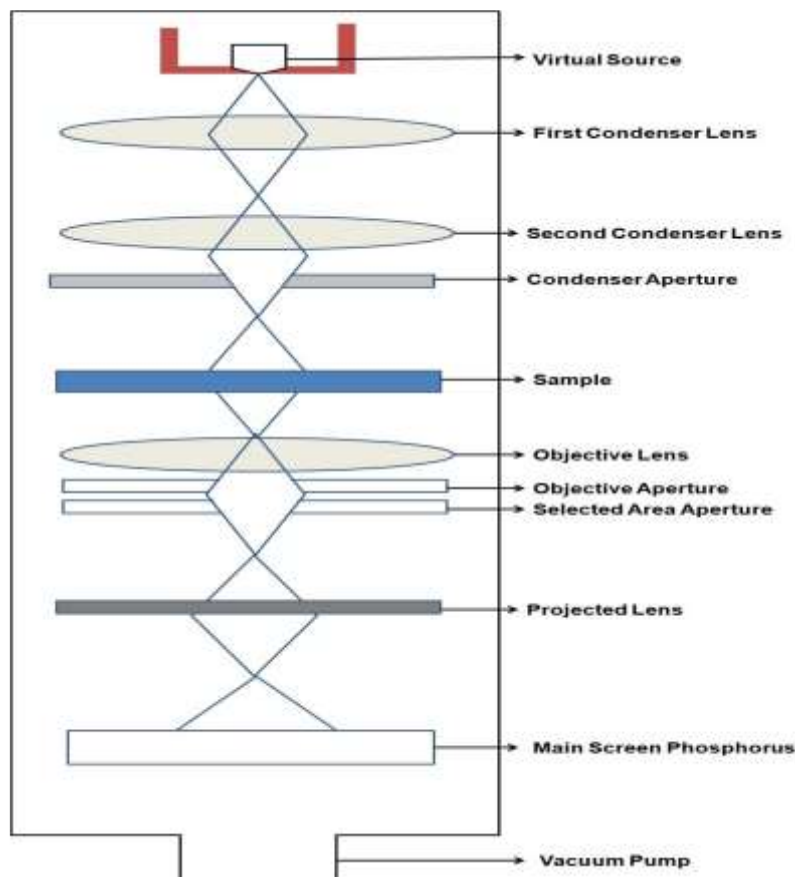 Virtual Source
First Condenser Lens
Second Condenser Lens
Condenser Aperture
Sample
Objective Lens
Objective Aperture
Selected Area Aperture
Projected Lens
Main Screen Phosphorus
Vacuum Pump